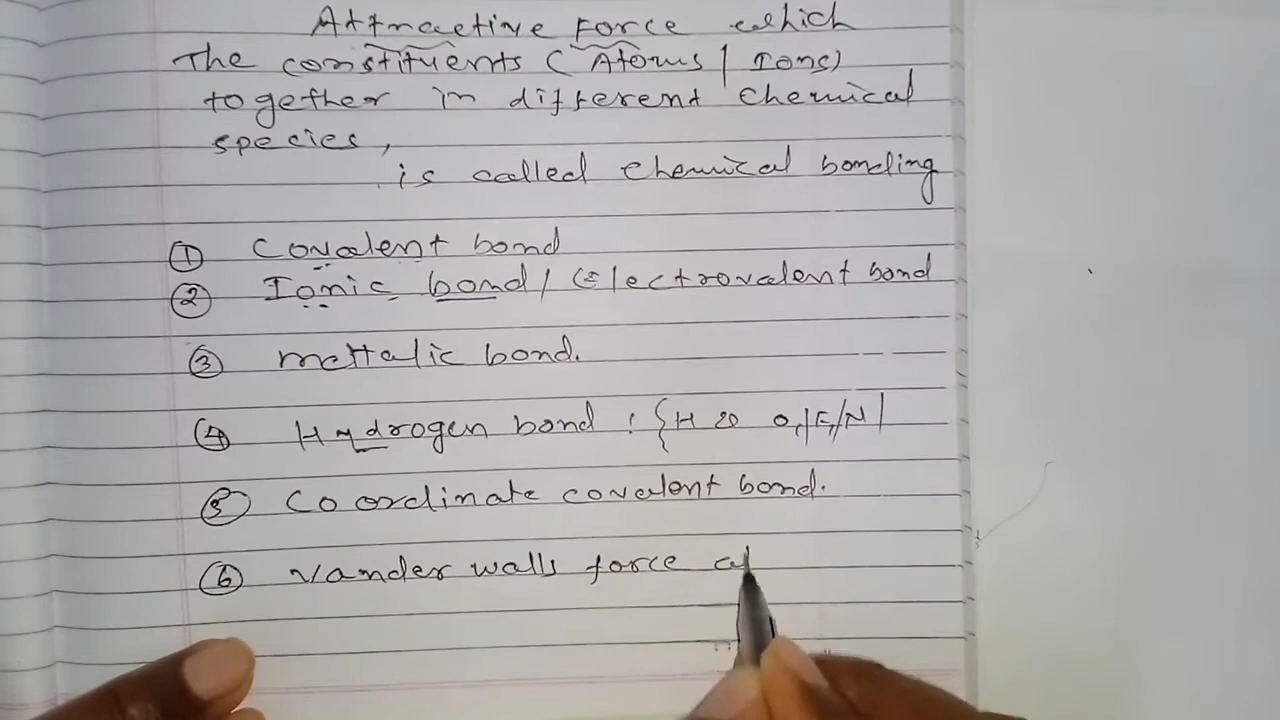 Attractive Force which
The constituents (Atoms / Ions)
together in different chemical
species,
is called chemical bonding
① Covalent bond
② Ionic bond / Electrovalent bond
③ mettalic bond.
④ Hydrogen bond : { H O,/F,/N |
⑤ Coordinate covalent bond.
⑥ Vander walls force